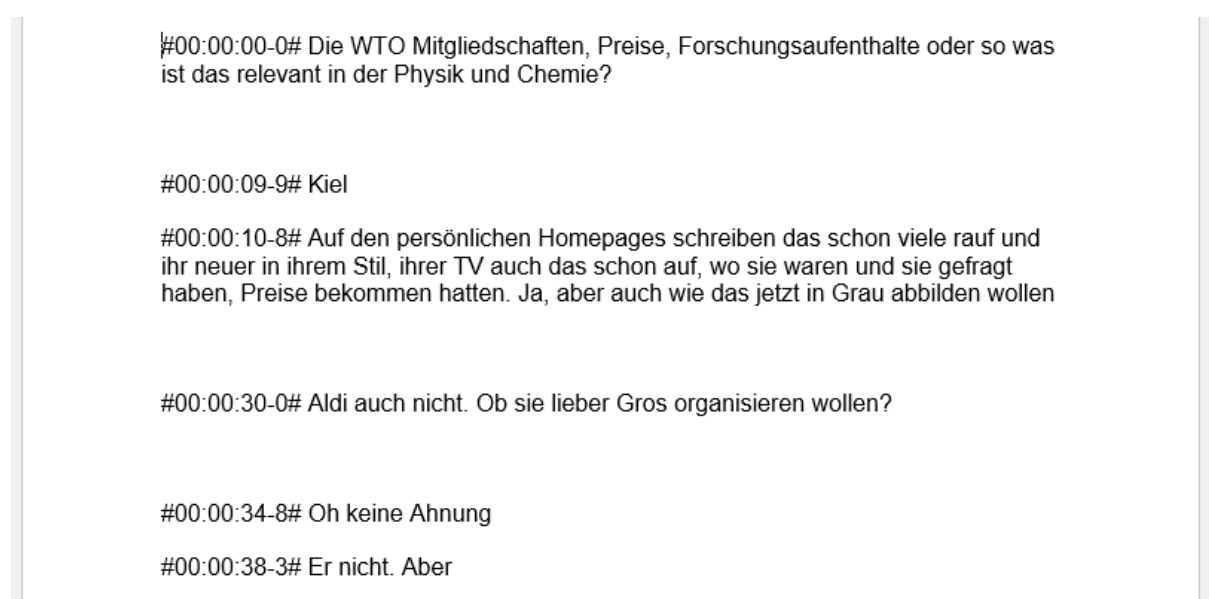 #00:00:00-0# Die WTO Mitgliedschaften, Preise, Forschungsaufenthalte oder so was
ist das relevant in der Physik und Chemie?
#00:00:09-9# Kiel
#00:00:10-8# Auf den persönlichen Homepages schreiben das schon viele rauf und
ihr neuer in ihrem Stil, ihrer TV auch das schon auf, wo sie waren und sie gefragt
haben, Preise bekommen hatten. Ja, aber auch wie das jetzt in Grau abbilden wollen
#00:00:30-0# Aldi auch nicht. Ob sie lieber Gros organisieren wollen?
#00:00:34-8# Oh keine Ahnung
#00:00:38-3# Er nicht. Aber